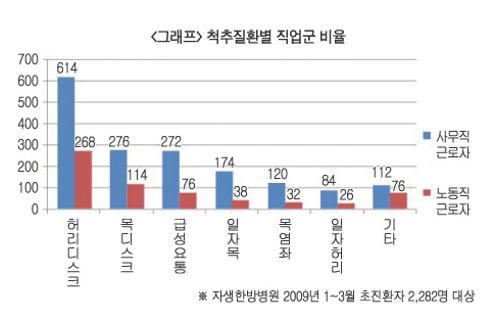 <그래프> 척추질환별 직업군 비율
700
600
500
400
300
200
100
0
614
268
276
114
272
76
174
38
120
32
84
26
112
76
허리디스크
목디스크
급성요통
일자목
목염좌
일자허리
기타
사무직
근로자
노동직
근로자
※ 자생한방병원 2009년 1~3월 초진환자 2,282명 대상